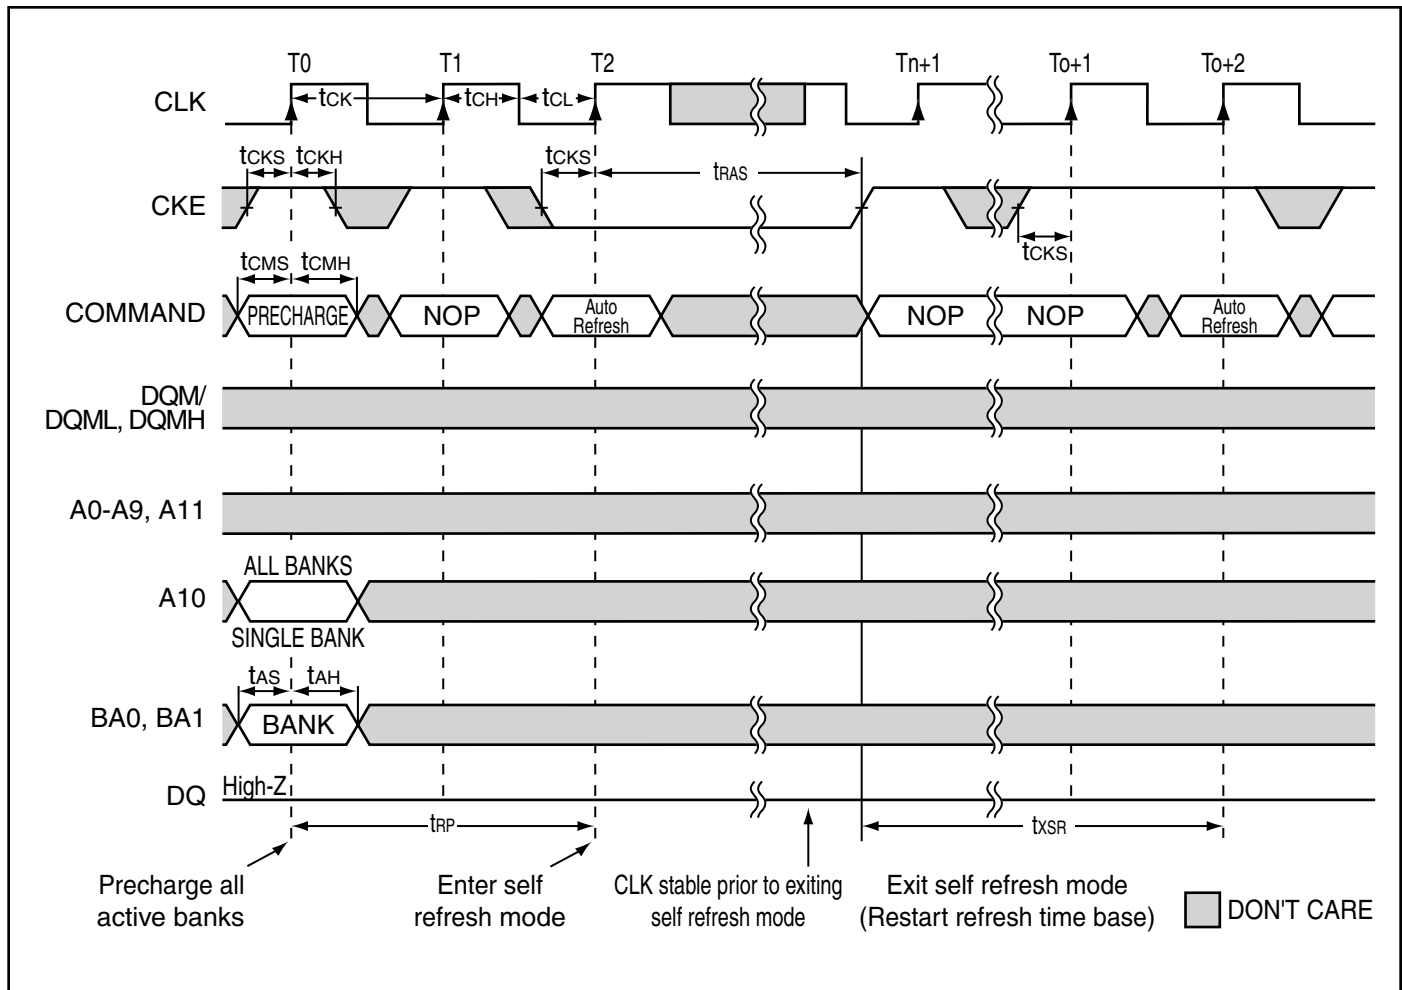 T0 T1 T2 Tn+1 To+1 To+2
CLK tCK tCH tCL
tCKS tCKH tCKS tRAS
CKE
tCKS
tCMS tCMH
COMMAND PRECHARGE NOP Auto Refresh NOP NOP Auto Refresh
DQM/
DQML, DQMH
A0-A9, A11
ALL BANKS
A10
SINGLE BANK
tAS tAH
BA0, BA1 BANK
DQ High-Z
tRP tXSR
Precharge all
active banks
Enter self
refresh mode
CLK stable prior to exiting
self refresh mode
Exit self refresh mode
(Restart refresh time base)
DON'T CARE